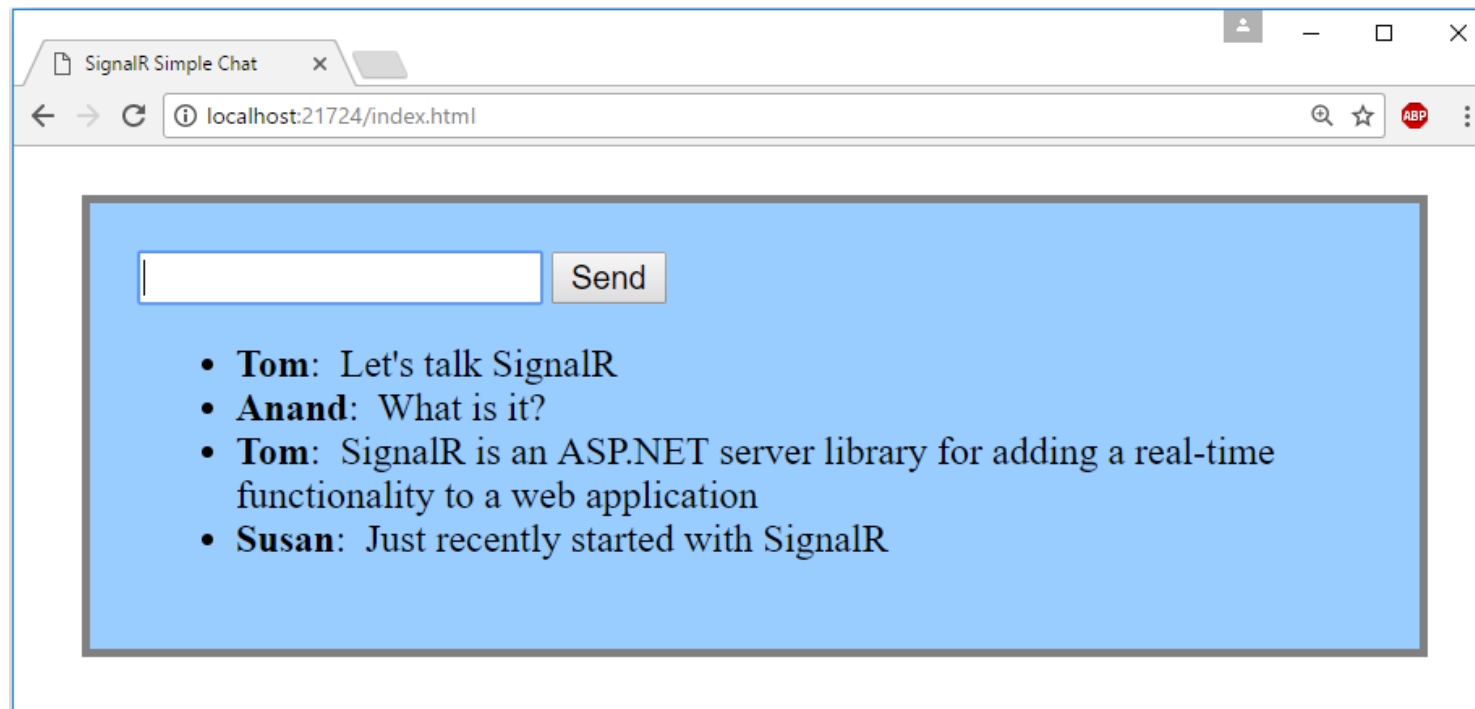 SignalR Simple Chat
localhost:21724/index.html
ABP
Send
• Tom: Let's talk SignalR
• Anand: What is it?
• Tom: SignalR is an ASP.NET server library for adding a real-time
functionality to a web application
• Susan: Just recently started with SignalR